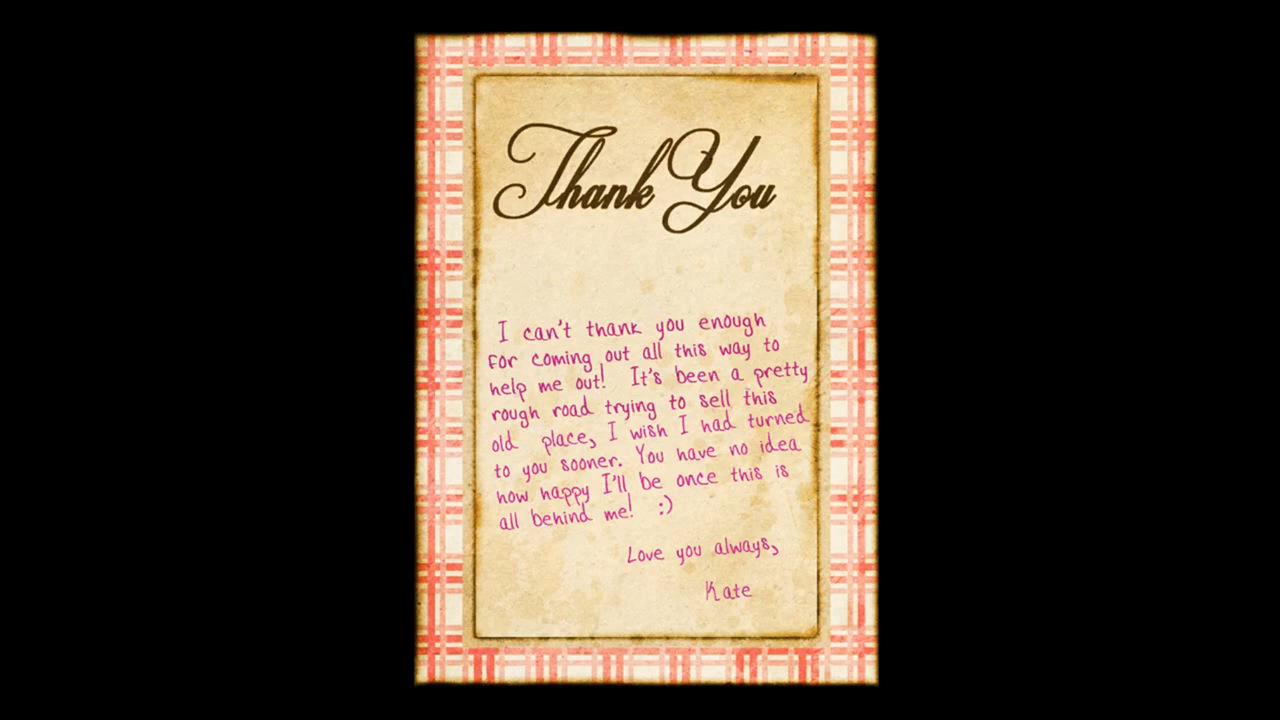 Thank You
I can't thank you enough
for coming out all this way to
help me out! It's been a pretty
rough road trying to sell this
old place, I wish I had turned
to you sooner. You have no idea
how happy I'll be once this is
all behind me! :)
Love you always,
Kate